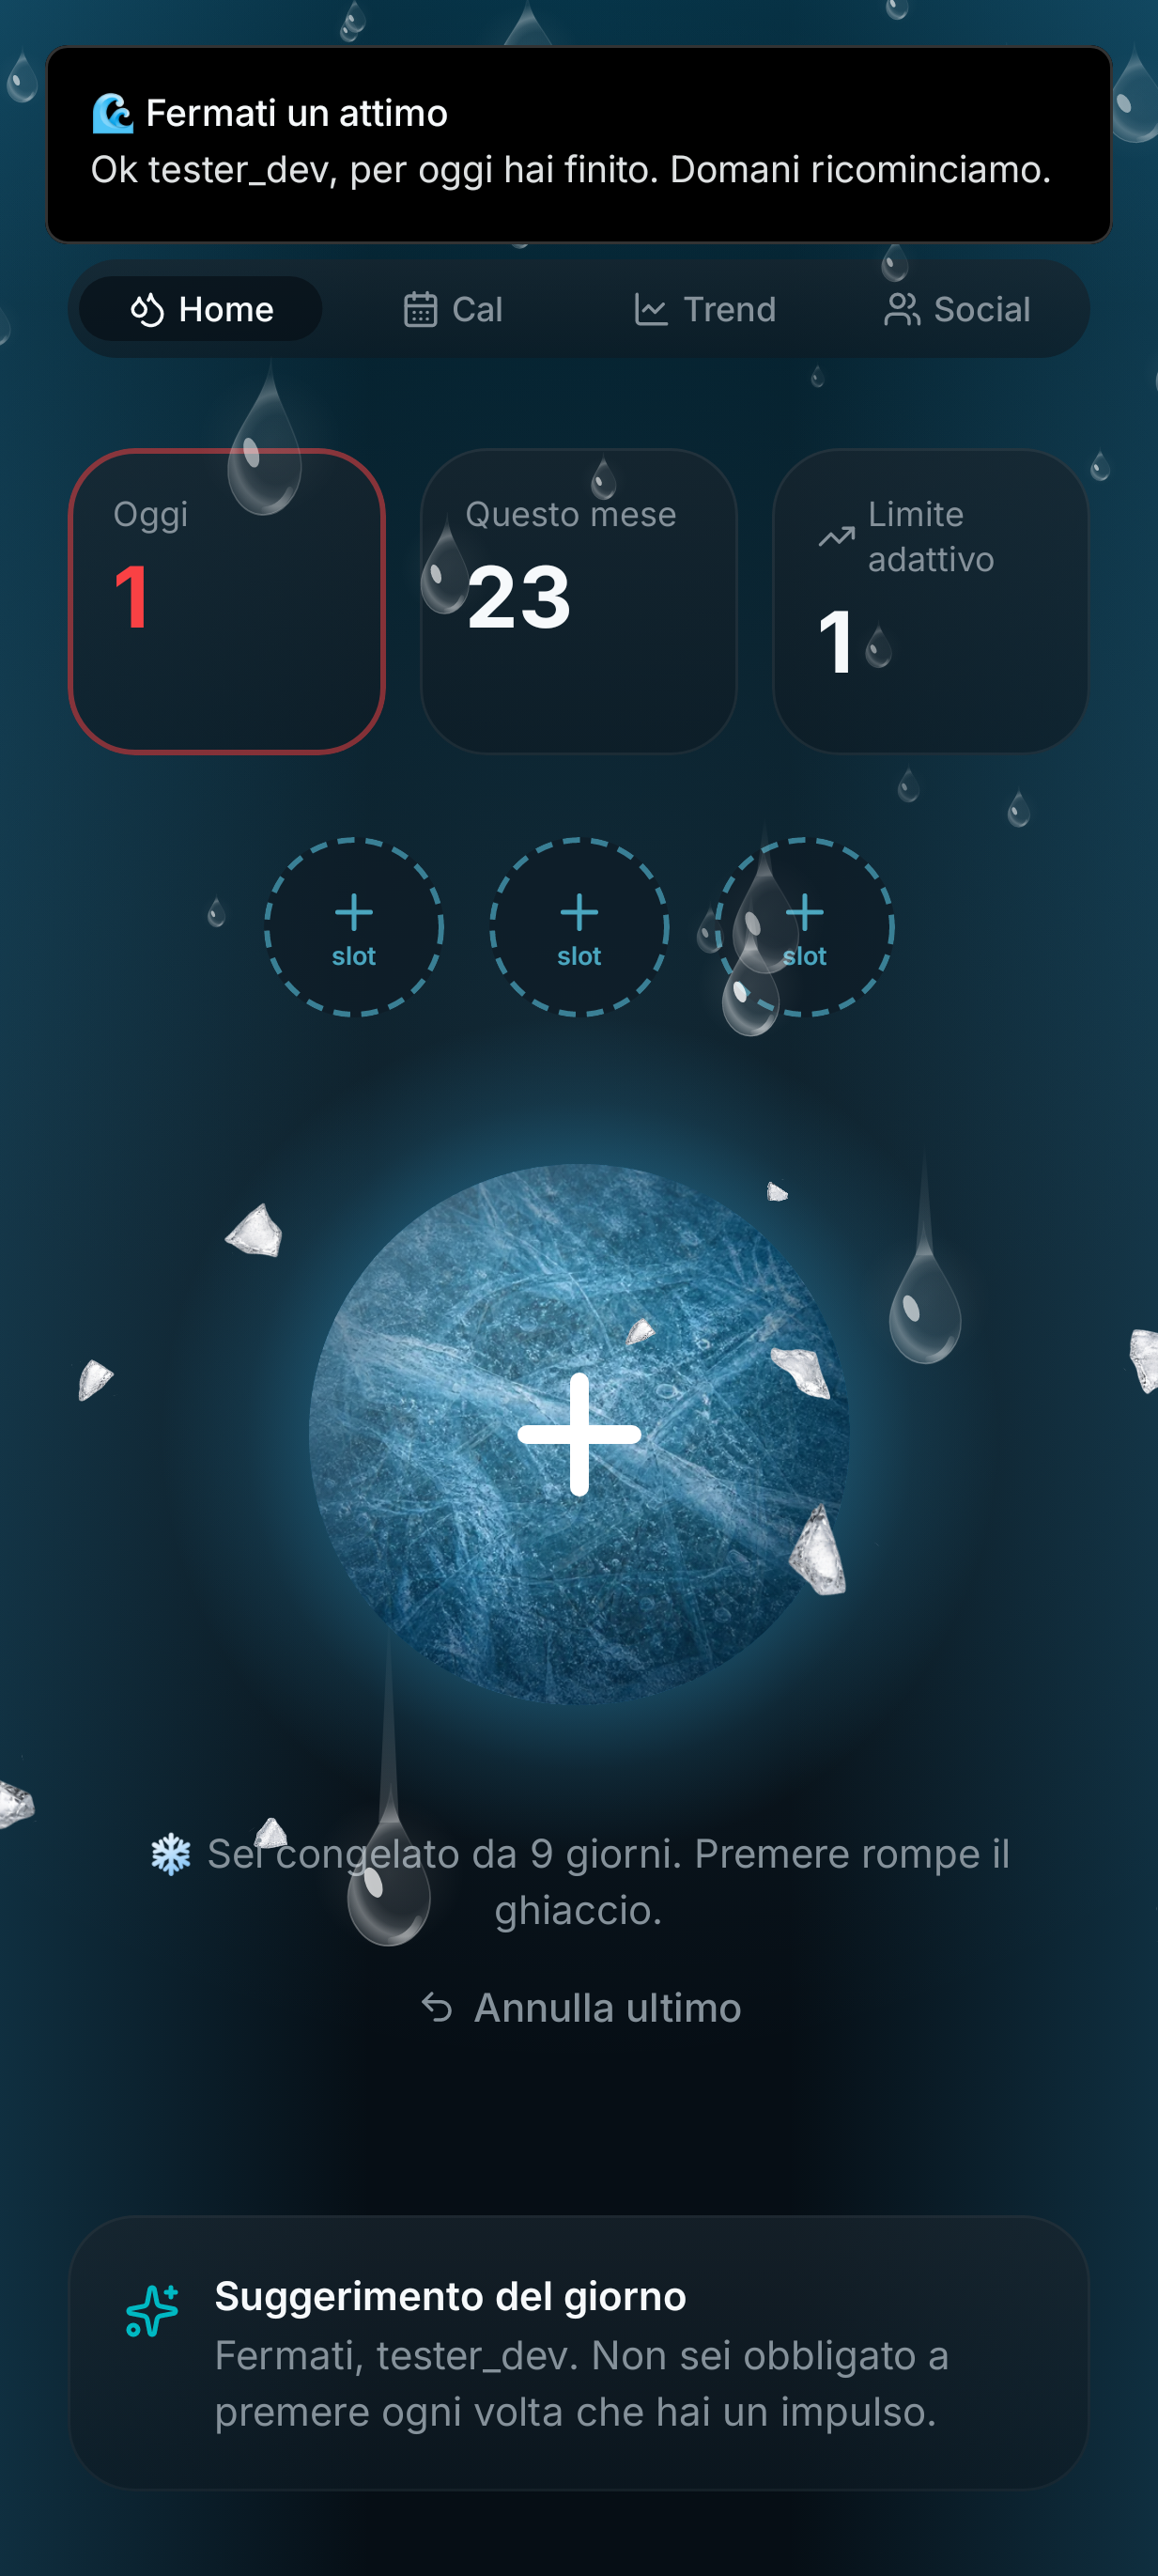 🌊 Fermati un attimo
Ok tester_dev, per oggi hai finito. Domani ricominciamo.
Home
Cal
Trend
Social
Oggi
1
Questo mese
23
Limite
adattivo
1
slot
slot
slot
❄️ Sei congelato da 9 giorni. Premere rompe il
ghiaccio.
Annulla ultimo
Suggerimento del giorno
Fermati, tester_dev. Non sei obbligato a
premere ogni volta che hai un impulso.